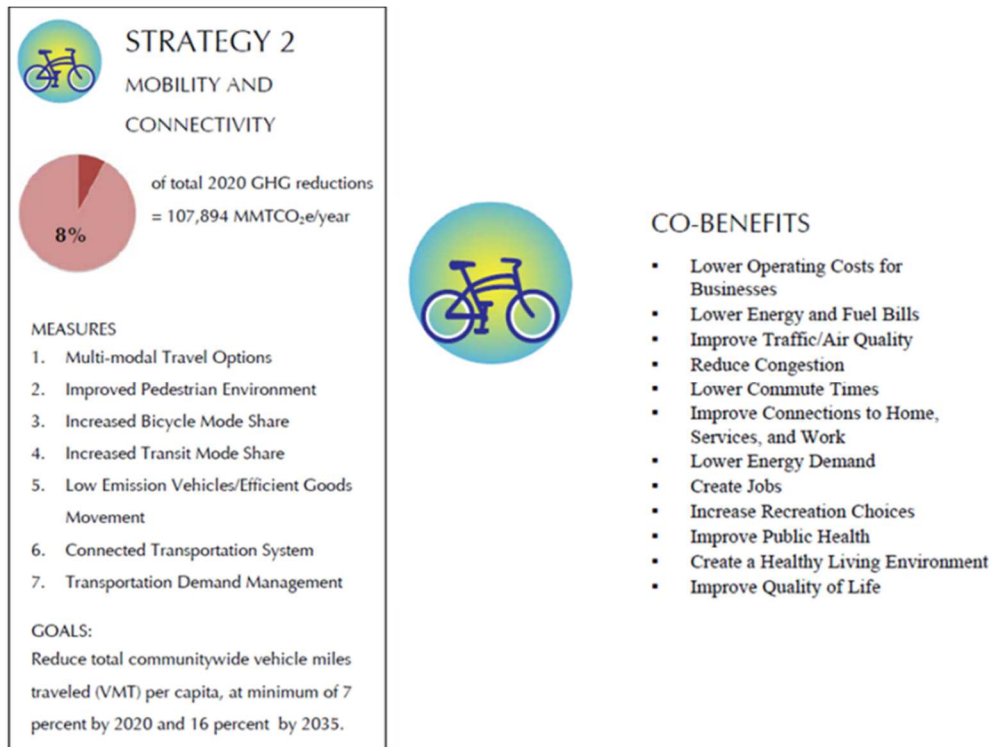 STRATEGY 2
MOBILITY AND
CONNECTIVITY
8%
of total 2020 GHG reductions
= 107,894 MMTCO₂e/year
MEASURES
1. Multi-modal Travel Options
2. Improved Pedestrian Environment
3. Increased Bicycle Mode Share
4. Increased Transit Mode Share
5. Low Emission Vehicles/Efficient Goods
Movement
6. Connected Transportation System
7. Transportation Demand Management
GOALS:
Reduce total communitywide vehicle miles
traveled (VMT) per capita, at minimum of 7
percent by 2020 and 16 percent by 2035.
CO-BENEFITS
▪ Lower Operating Costs for
Businesses
▪ Lower Energy and Fuel Bills
▪ Improve Traffic/Air Quality
▪ Reduce Congestion
▪ Lower Commute Times
▪ Improve Connections to Home,
Services, and Work
▪ Lower Energy Demand
▪ Create Jobs
▪ Increase Recreation Choices
▪ Improve Public Health
▪ Create a Healthy Living Environment
▪ Improve Quality of Life